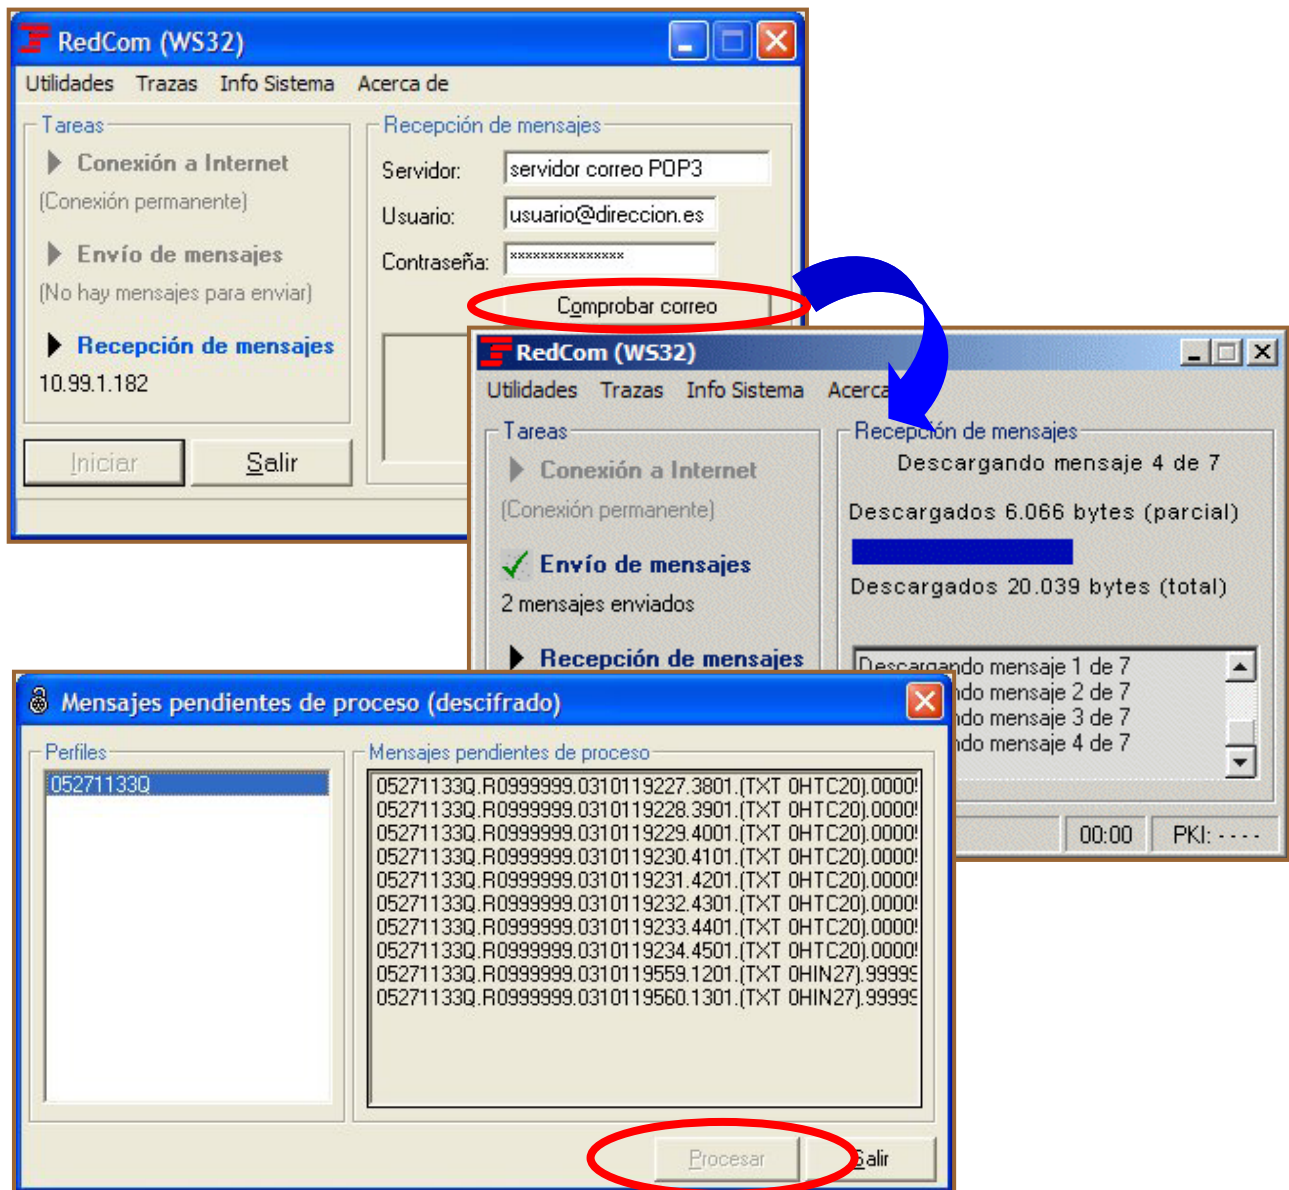 RedCom (WS32)
Utilidades Trazas Info Sistema Acerca de
Tareas
Conexión a Internet
(Conexión permanente)
Envío de mensajes
(No hay mensajes para enviar)
Recepción de mensajes
10.99.1.182
Iniciar Salir
Recepción de mensajes
Servidor: servidor correo POP3
Usuario: usuario@direccion.es
Contraseña: ***************
Comprobar correo
RedCom (WS32)
Utilidades Trazas Info Sistema Acerca
Tareas
Conexión a Internet
(Conexión permanente)
Envío de mensajes
2 mensajes enviados
Recepción de mensajes
Recepción de mensajes
Descargando mensaje 4 de 7
Descargados 6.066 bytes (parcial)
Descargados 20.039 bytes (total)
Descargando mensaje 1 de 7
ndo mensaje 2 de 7
ndo mensaje 3 de 7
ndo mensaje 4 de 7
00:00 PKI: - - - -
Mensajes pendientes de proceso (descifrado)
Perfiles
05271133Q
Mensajes pendientes de proceso
05271133Q.R0999999.0310119227.3801.(TXT 0HTC20).0000
05271133Q.R0999999.0310119228.3901.(TXT 0HTC20).0000
05271133Q.R0999999.0310119229.4001.(TXT 0HTC20).0000
05271133Q.R0999999.0310119230.4101.(TXT 0HTC20).0000
05271133Q.R0999999.0310119231.4201.(TXT 0HTC20).0000
05271133Q.R0999999.0310119232.4301.(TXT 0HTC20).0000
05271133Q.R0999999.0310119233.4401.(TXT 0HTC20).0000
05271133Q.R0999999.0310119234.4501.(TXT 0HTC20).0000
05271133Q.R0999999.0310119559.1201.(TXT 0HIN27).9999
05271133Q.R0999999.0310119560.1301.(TXT 0HIN27).9999
Procesar Salir